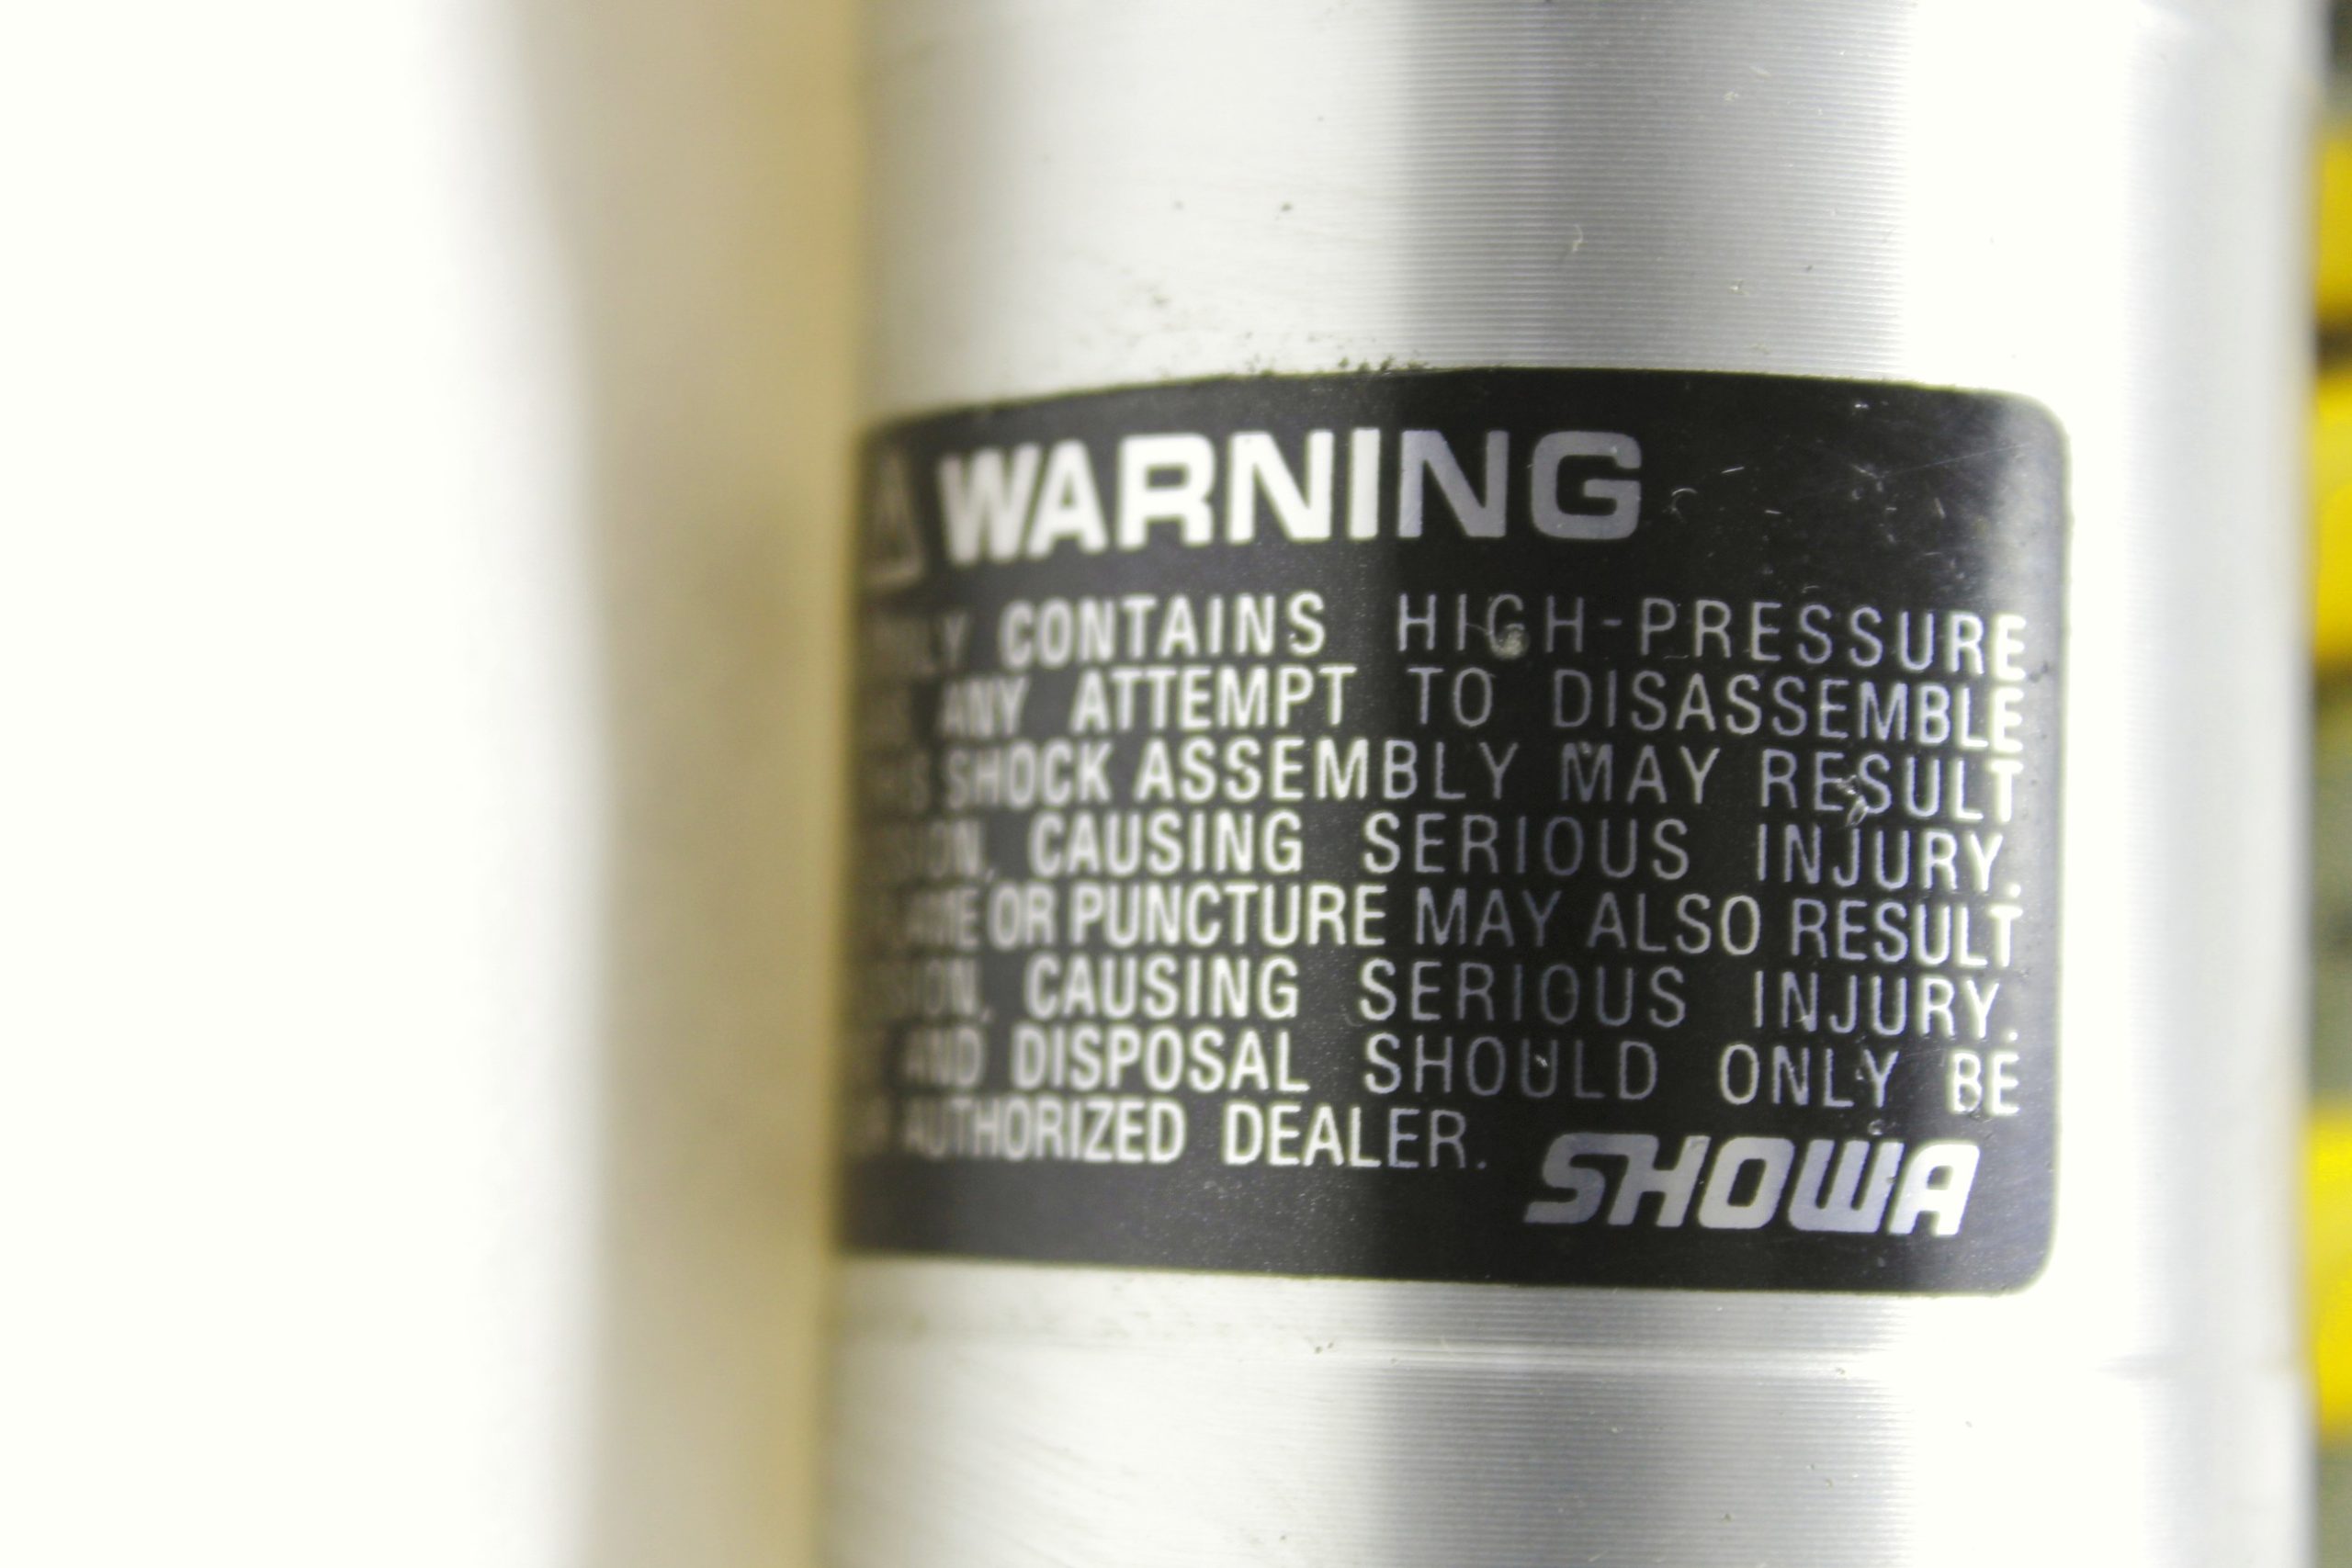 WARNING
CONTAINS HIGH-PRESSURE
ANY ATTEMPT TO DISASSEMBLE
SHOCK ASSEMBLY MAY RESULT
CAUSING SERIOUS INJURY.
OR PUNCTURE MAY ALSO RESULT
CAUSING SERIOUS INJURY.
AND DISPOSAL SHOULD ONLY BE
AUTHORIZED DEALER.
SHOWA